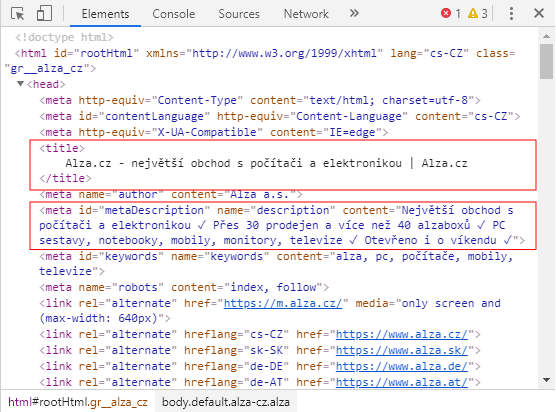 Elements Console Sources 1 3
<!doctype html>
<html id="rootHtml" xmlns="http://www.w3.org/1999/xhtml" lang="cs-CZ" class=
"gr__alza_cz">
<head>
<meta http-equiv="Content-Type" content="text/html; charset=utf-8">
<meta id="contentLanguage" http-equiv="Content-Language" content="cs-CZ">
<meta http-equiv="X-UA-Compatible" content="IE=edge">
<title>
Alza.cz - největší obchod s počítači a elektronikou | Alza.cz
</title>
<meta name="author" content="Alza a.s.">
<meta id="metaDescription" name="description" content="Největší obchod s
počítači a elektronikou ✓ Přes 30 prodejen a více než 40 alzaboxů ✓ PC
sestavy, notebooky, mobily, monitory, televize ✓ Otevřeno i o víkendu ✓">
<meta id="keywords" name="keywords" content="alza, pc, počítače, mobily,
televize">
<meta name="robots" content="index, follow">
<link rel="alternate" href="https://m.alza.cz/" media="only screen and
(max-width: 640px)">
<link rel="alternate" hreflang="cs-CZ" href="https://www.alza.cz/">
<link rel="alternate" hreflang="sk-SK" href="https://www.alza.sk/">
<link rel="alternate" hreflang="de-DE" href="https://www.alza.de/">
<link rel="alternate" hreflang="de-AT" href="https://www.alza.at/">
html#rootHtml.gr__alza_cz body.default.alza-cz.alza